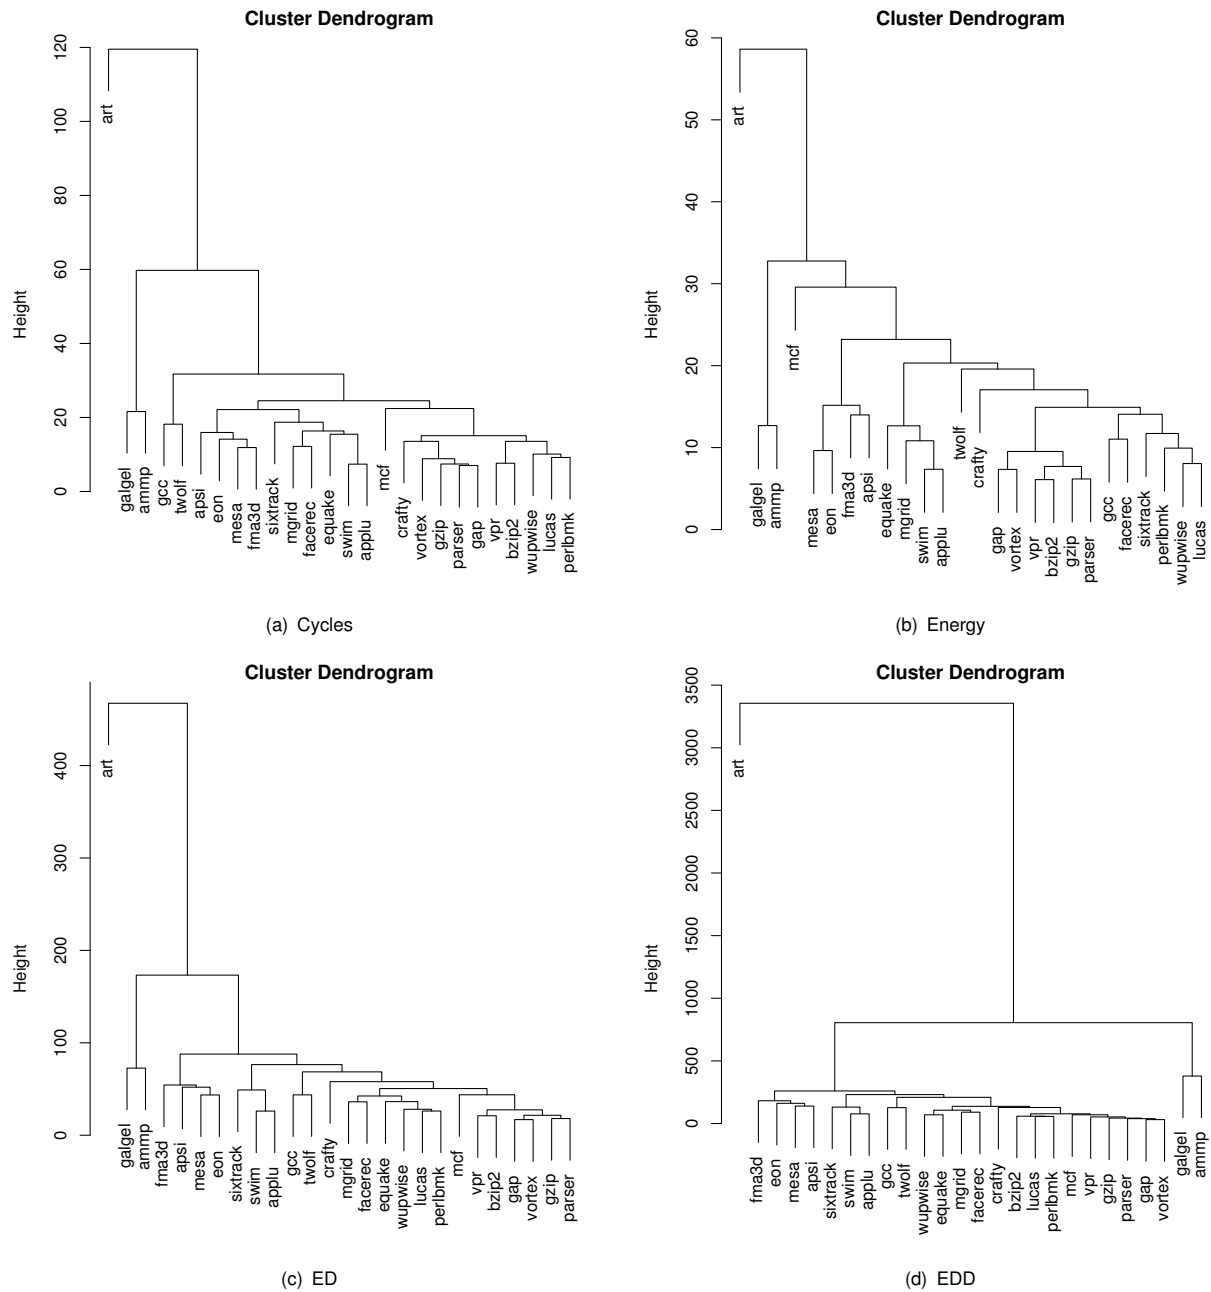 Cluster Dendrogram
Height
0
20
40
60
80
100
120
art
galgel
ammp
gcc
twolf
apsi
eon
mesa
fma3d
sixtrack
mgrid
facerec
equake
swim
applu
mcf
crafty
vortex
gzip
parser
gap
vpr
bzip2
wupwise
lucas
perlbmk
(a) Cycles
Cluster Dendrogram
Height
0
10
20
30
40
50
60
art
galgel
ammp
mcf
mesa
eon
fma3d
apsi
equake
mgrid
swim
applu
twolf
crafty
gap
vortex
vpr
bzip2
gzip
parser
gcc
facerec
sixtrack
perlbmk
wupwise
lucas
(b) Energy
Cluster Dendrogram
Height
0
100
200
300
400
art
galgel
ammp
fma3d
apsi
mesa
eon
sixtrack
swim
applu
gcc
twolf
crafty
mgrid
facerec
equake
wupwise
lucas
perlbmk
mcf
vpr
bzip2
gap
vortex
gzip
parser
(c) ED
Cluster Dendrogram
Height
0
500
1000
1500
2000
2500
3000
3500
art
fma3d
eon
mesa
apsi
sixtrack
swim
applu
gcc
twolf
wupwise
equake
mgrid
facerec
crafty
bzip2
lucas
perlbmk
mcf
vpr
gzip
parser
gap
vortex
galgel
ammp
(d) EDD